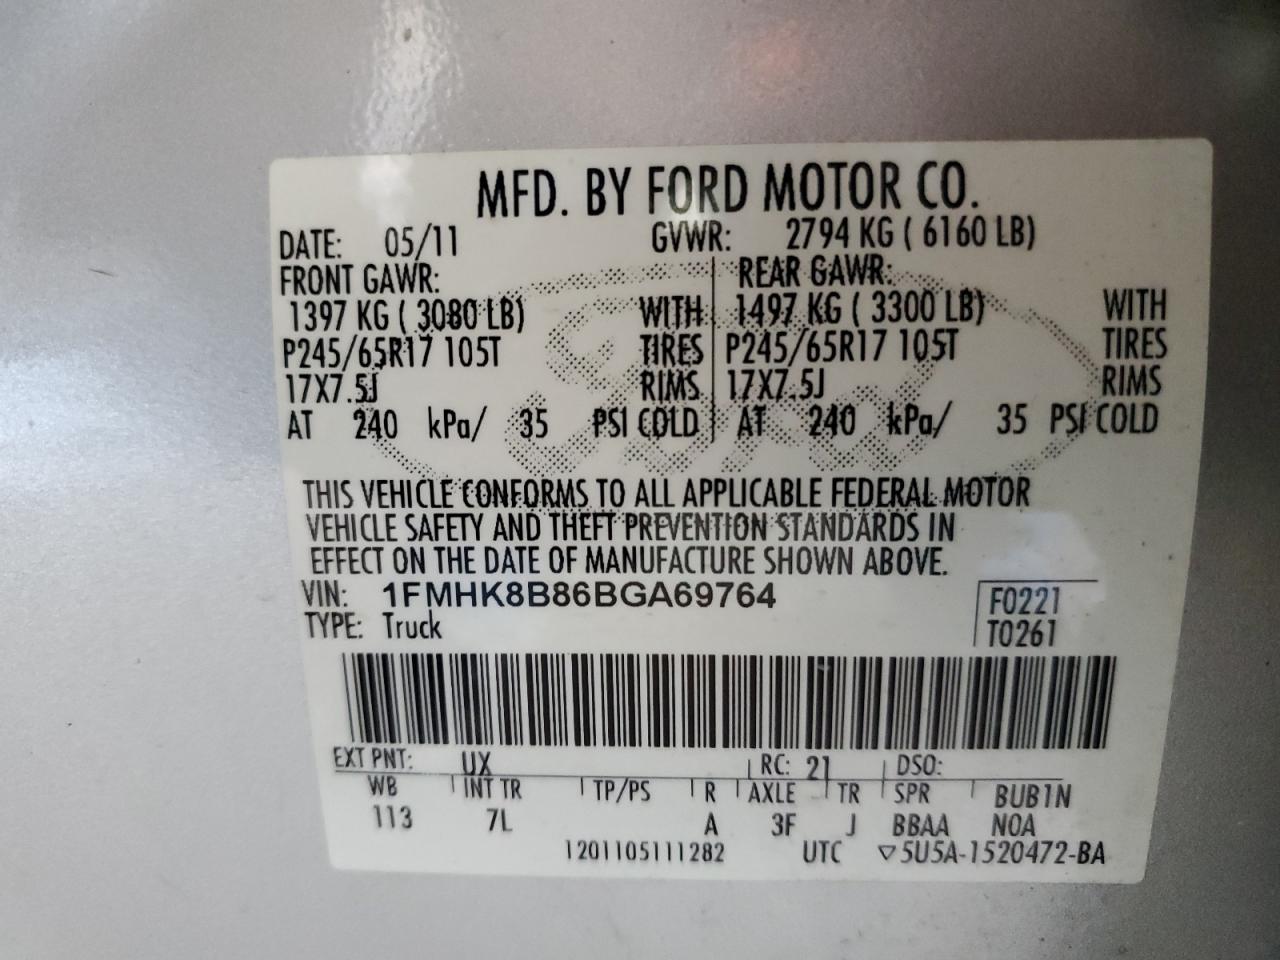 MFD. BY FORD MOTOR CO.
DATE: 05/11 GVWR: 2794 KG ( 6160 LB)
FRONT GAWR: REAR GAWR:
1397 KG ( 3080 LB) WITH 1497 KG ( 3300 LB) WITH
P245/65R17 105T TIRES P245/65R17 105T TIRES
17X7.5J RIMS 17X7.5J RIMS
AT 240 kPa/ 35 PSI COLD AT 240 kPa/ 35 PSI COLD
THIS VEHICLE CONFORMS TO ALL APPLICABLE FEDERAL MOTOR
VEHICLE SAFETY AND THEFT PREVENTION STANDARDS IN
EFFECT ON THE DATE OF MANUFACTURE SHOWN ABOVE.
VIN: 1FMHK8B86BGA69764 F0221
TYPE: Truck T0261
EXT PNT: UX RC: 21 DSO:
WB INT TR TP/PS R AXLE TR SPR BUB1N
113 7L A 3F J BBAA NOA
1201105111282 UTC ▽5U5A-1520472-BA